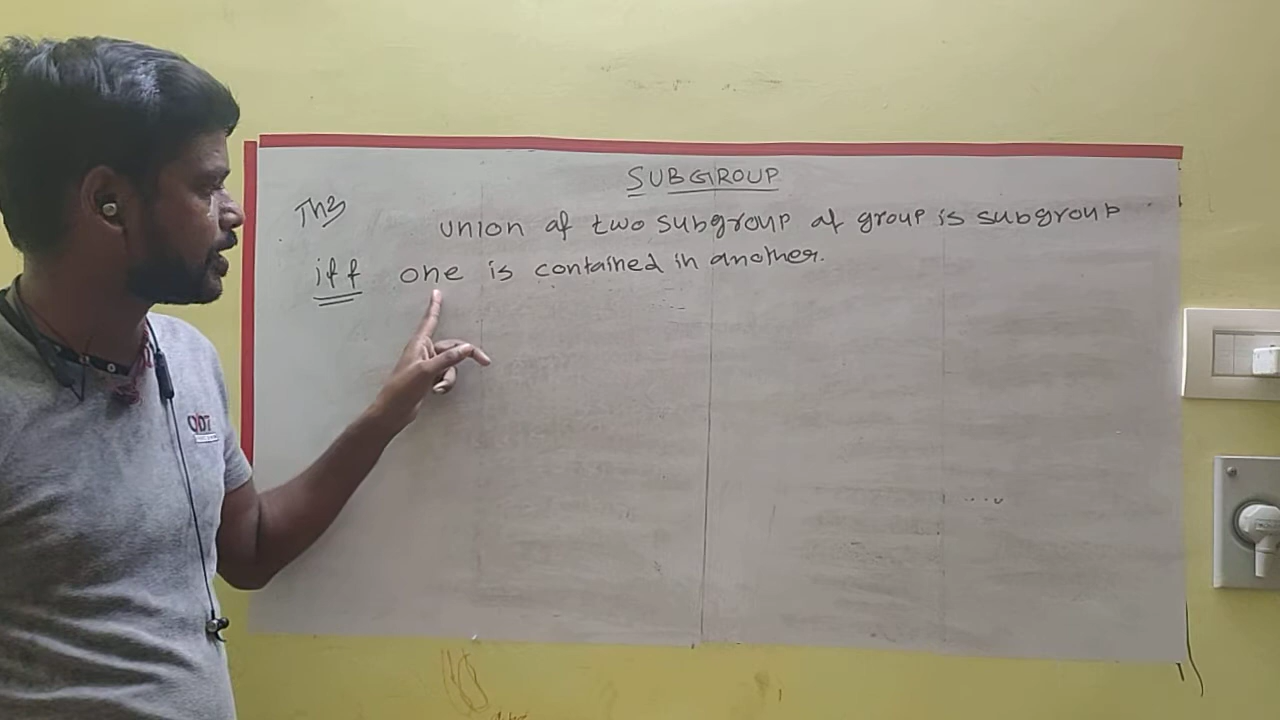 SUBGROUP
Th3
union of two subgroup of group is subgroup
iff one is contained in another.